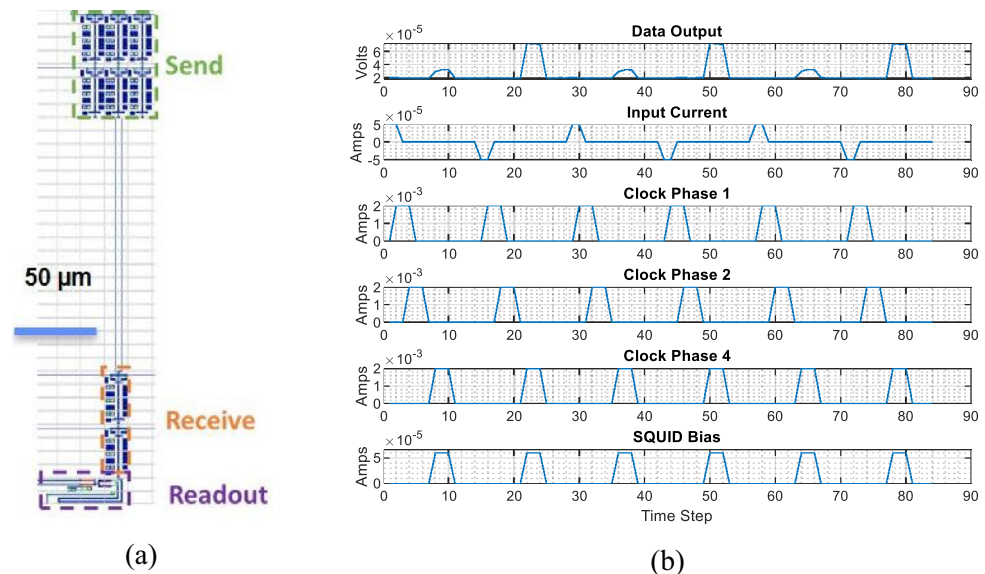 Send
50 µm
Receive
Readout
(a)
Data Output
×10⁻⁵
Volts
6
4
2
0 10 20 30 40 50 60 70 80 90
Input Current
×10⁻⁵
Amps
5
0
-5
0 10 20 30 40 50 60 70 80 90
Clock Phase 1
×10⁻³
Amps
2
1
0
0 10 20 30 40 50 60 70 80 90
Clock Phase 2
×10⁻³
Amps
2
1
0
0 10 20 30 40 50 60 70 80 90
Clock Phase 4
×10⁻³
Amps
2
1
0
0 10 20 30 40 50 60 70 80 90
SQUID Bias
×10⁻⁵
Amps
5
0
0 10 20 30 40 50 60 70 80 90
Time Step
(b)